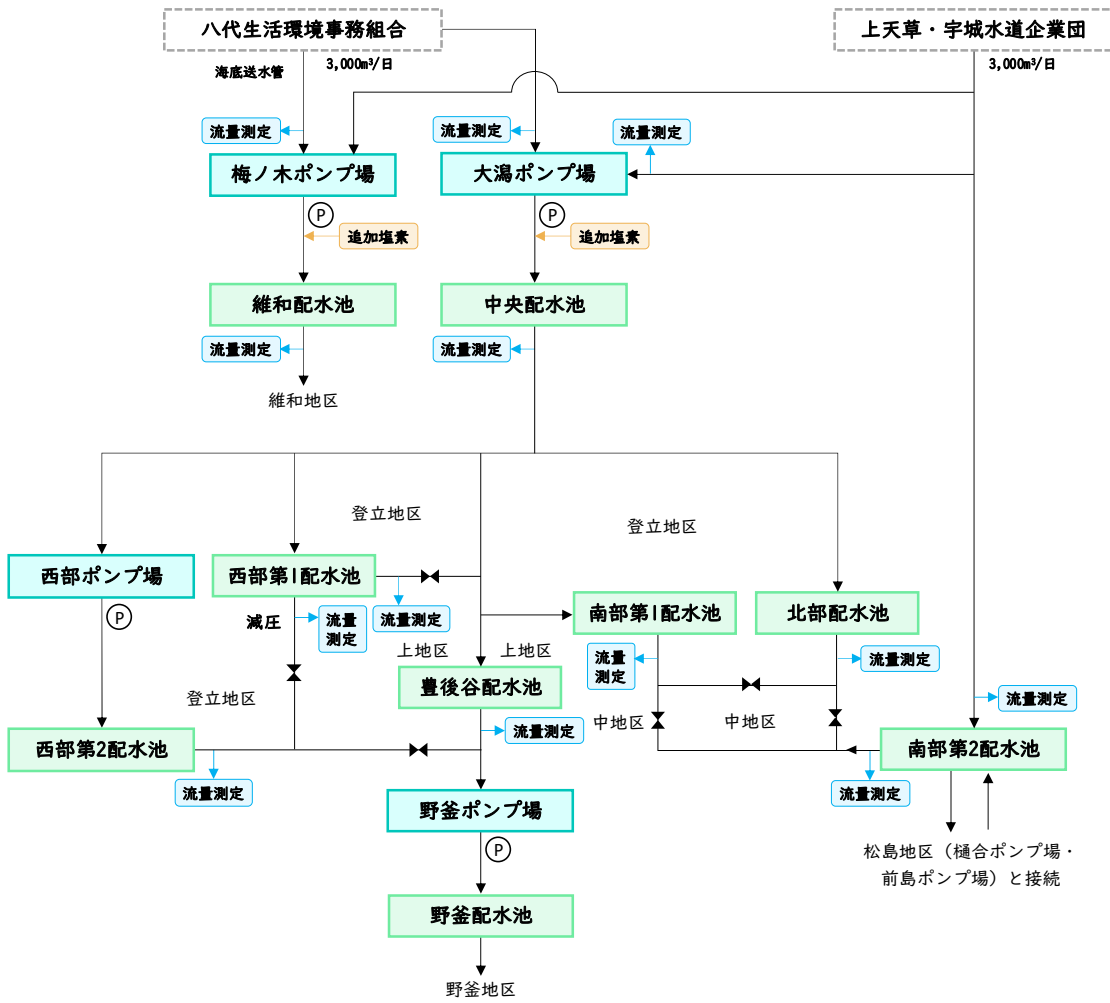 八代生活環境事務組合
上天草・宇城水道企業団
海底送水管
3,000m³/日
3,000m³/日
流量測定
流量測定
流量測定
梅ノ木ポンプ場
大潟ポンプ場
P
P
追加塩素
追加塩素
維和配水池
中央配水池
流量測定
流量測定
維和地区
登立地区
登立地区
西部ポンプ場
西部第1配水池
南部第1配水池
北部配水池
P
減圧
流量
測定
流量測定
上地区
上地区
流量
測定
流量測定
登立地区
豊後谷配水池
流量測定
中地区
中地区
流量測定
西部第2配水池
南部第2配水池
流量測定
流量測定
野釜ポンプ場
P
松島地区（樋合ポンプ場・
前島ポンプ場）と接続
野釜配水池
野釜地区